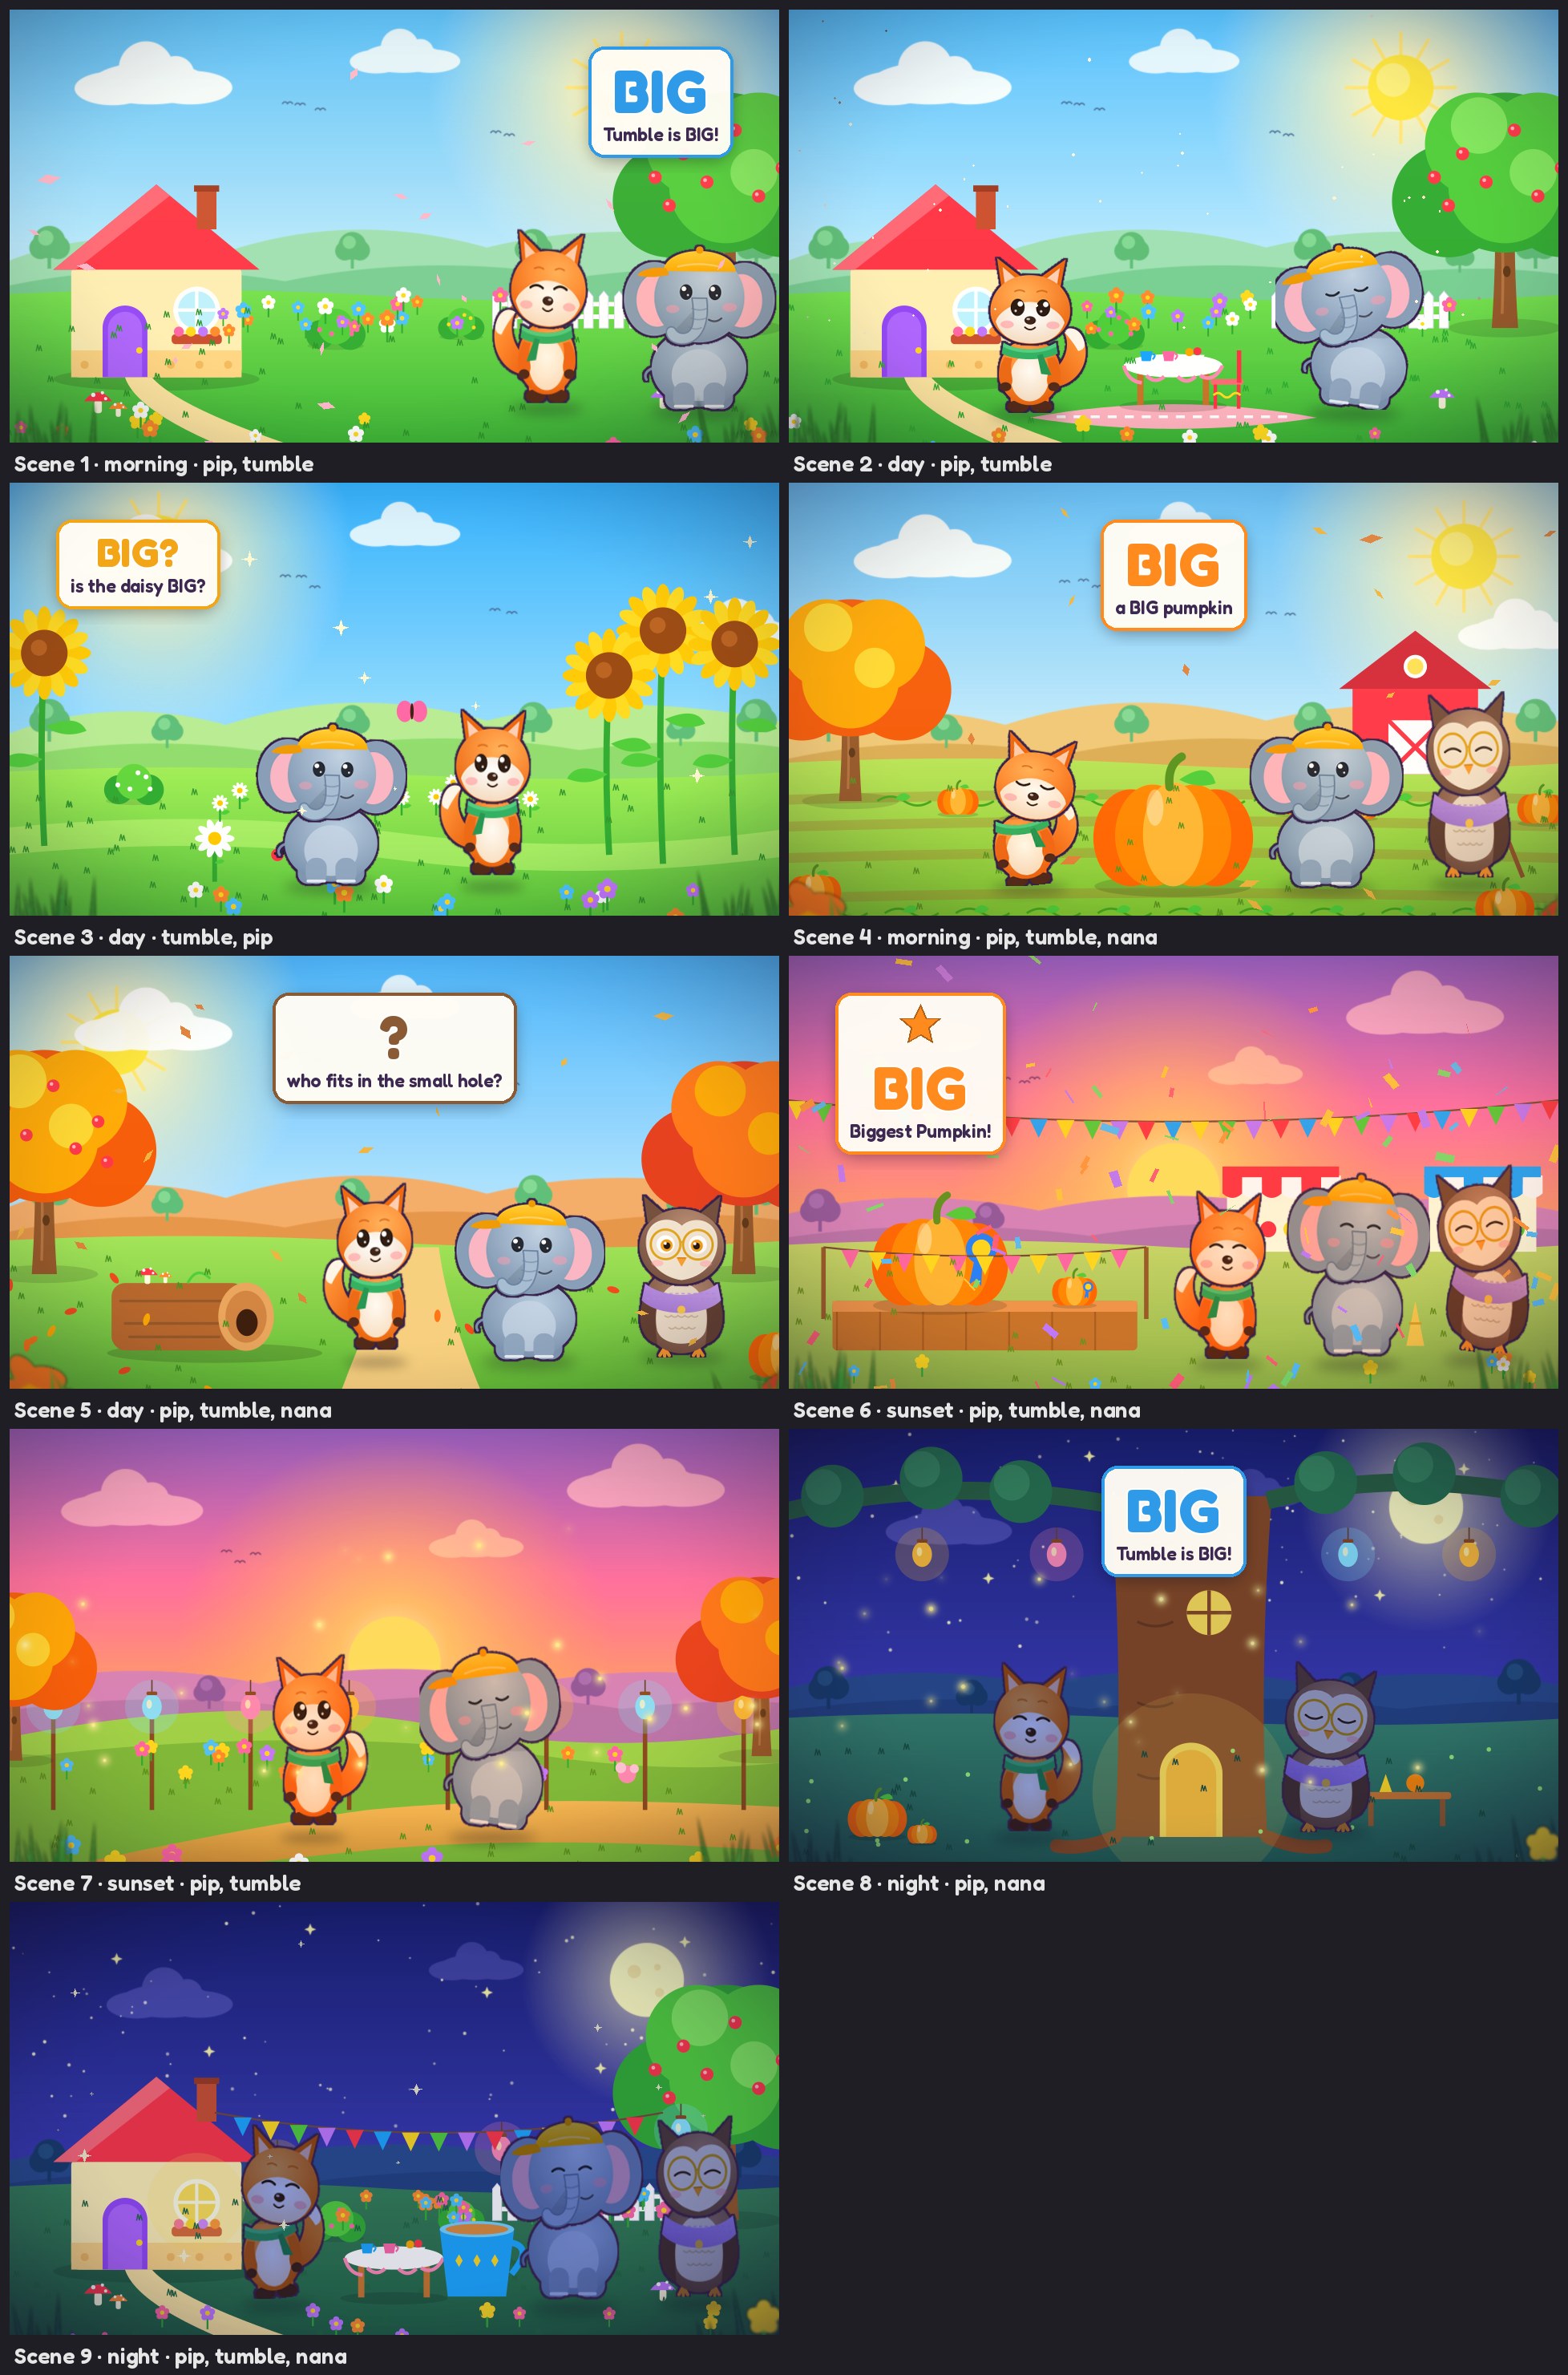 BIG
Tumble is BIG!
Scene 1 · morning · pip, tumble
Scene 2 · day · pip, tumble
BIG?
is the daisy BIG?
Scene 3 · day · tumble, pip
BIG
a BIG pumpkin
Scene 4 · morning · pip, tumble, nana
?
who fits in the small hole?
Scene 5 · day · pip, tumble, nana
BIG
Biggest Pumpkin!
Scene 6 · sunset · pip, tumble, nana
Scene 7 · sunset · pip, tumble
BIG
Tumble is BIG!
Scene 8 · night · pip, nana
Scene 9 · night · pip, tumble, nana